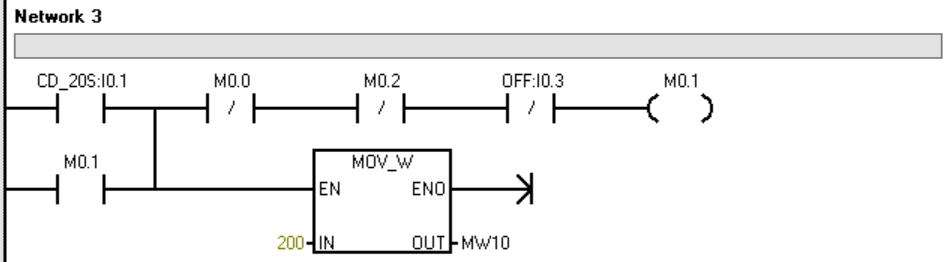 Network 3
CD_20S:I0.1 M0.0 M0.2 OFF:I0.3 M0.1
/ / /
M0.1 MOV_W
EN ENO
200 IN OUT MW10